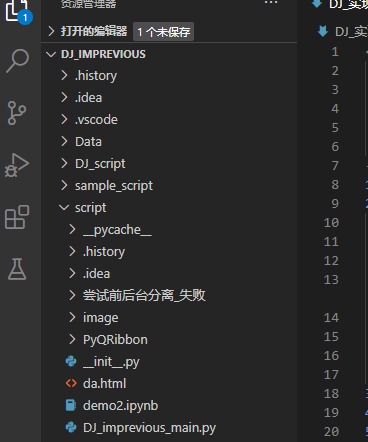 资源管理器
DJ_实
打开的编辑器 1 个未保存
DJ_IMPREVIOUS
DJ_实
.history
.idea
.vscode
Data
DJ_script
sample_script
script
__pycache__
.history
.idea
尝试前后台分离_失败
image
PyQRibbon
__init__.py
da.html
demo2.ipynb
DJ_imprevious_main.py
1
1
2
3
4
5
6
7
8
9
10
11
12
13
14
15
16
17
18
19
20